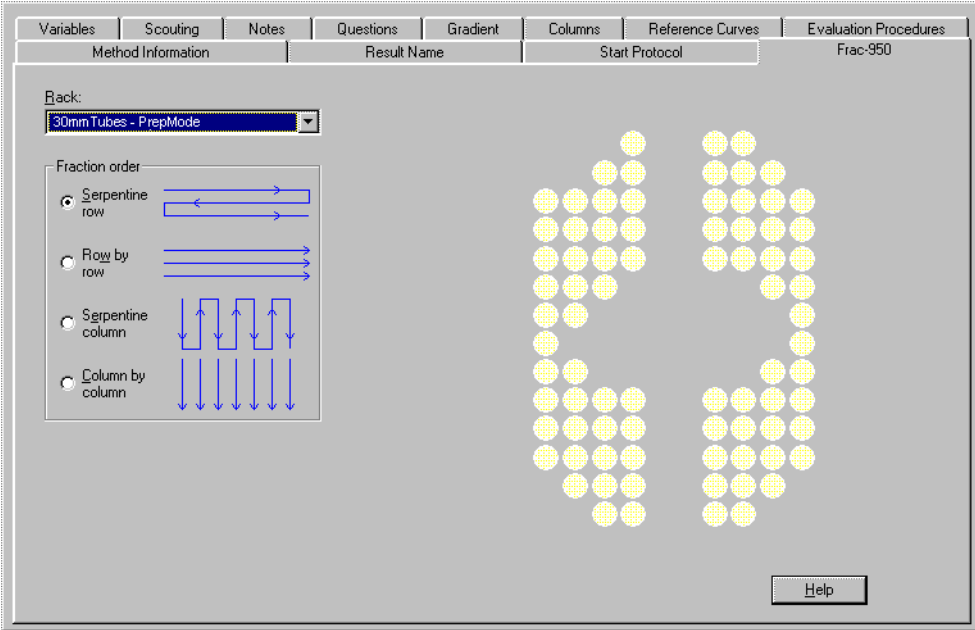 Variables Scouting Notes Questions Gradient Columns Reference Curves Evaluation Procedures
Method Information Result Name Start Protocol Frac-950
Rack:
30mmTubes - PrepMode
Fraction order
Serpentine
row
Row by
row
Serpentine
column
Column by
column
Help